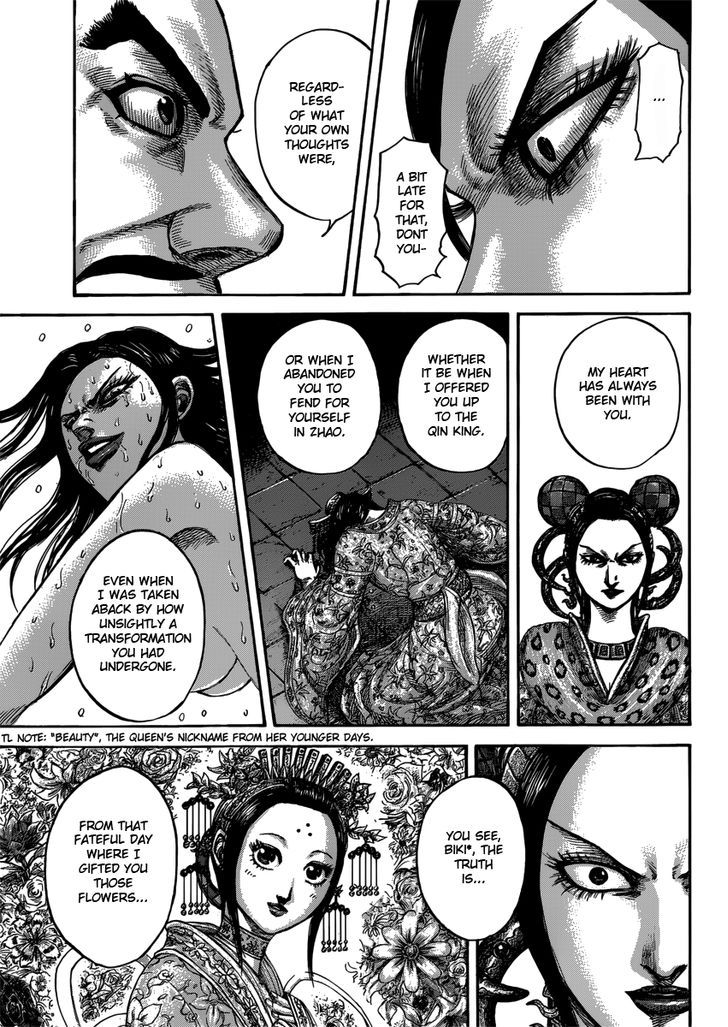 ...
A BIT
LATE
FOR
THAT,
DONT
YOU-
REGARD-
LESS
OF WHAT
YOUR OWN
THOUGHTS
WERE,
MY HEART
HAS ALWAYS
BEEN WITH
YOU.
WHETHER
IT BE WHEN
I OFFERED
YOU UP
TO THE
QIN KING.
OR WHEN I
ABANDONED
YOU TO
FEND FOR
YOURSELF
IN ZHAO.
EVEN WHEN
I WAS TAKEN
ABACK BY HOW
UNSIGHTLY A
TRANSFORMATION
YOU HAD
UNDERGONE.
TL NOTE: "BEAUTY", THE QUEEN'S NICKNAME FROM HER YOUNGER DAYS.
YOU SEE,
BIKI*, THE
TRUTH
IS...
FROM THAT
FATEFUL DAY
WHERE I
GIFTED YOU
THOSE
FLOWERS...